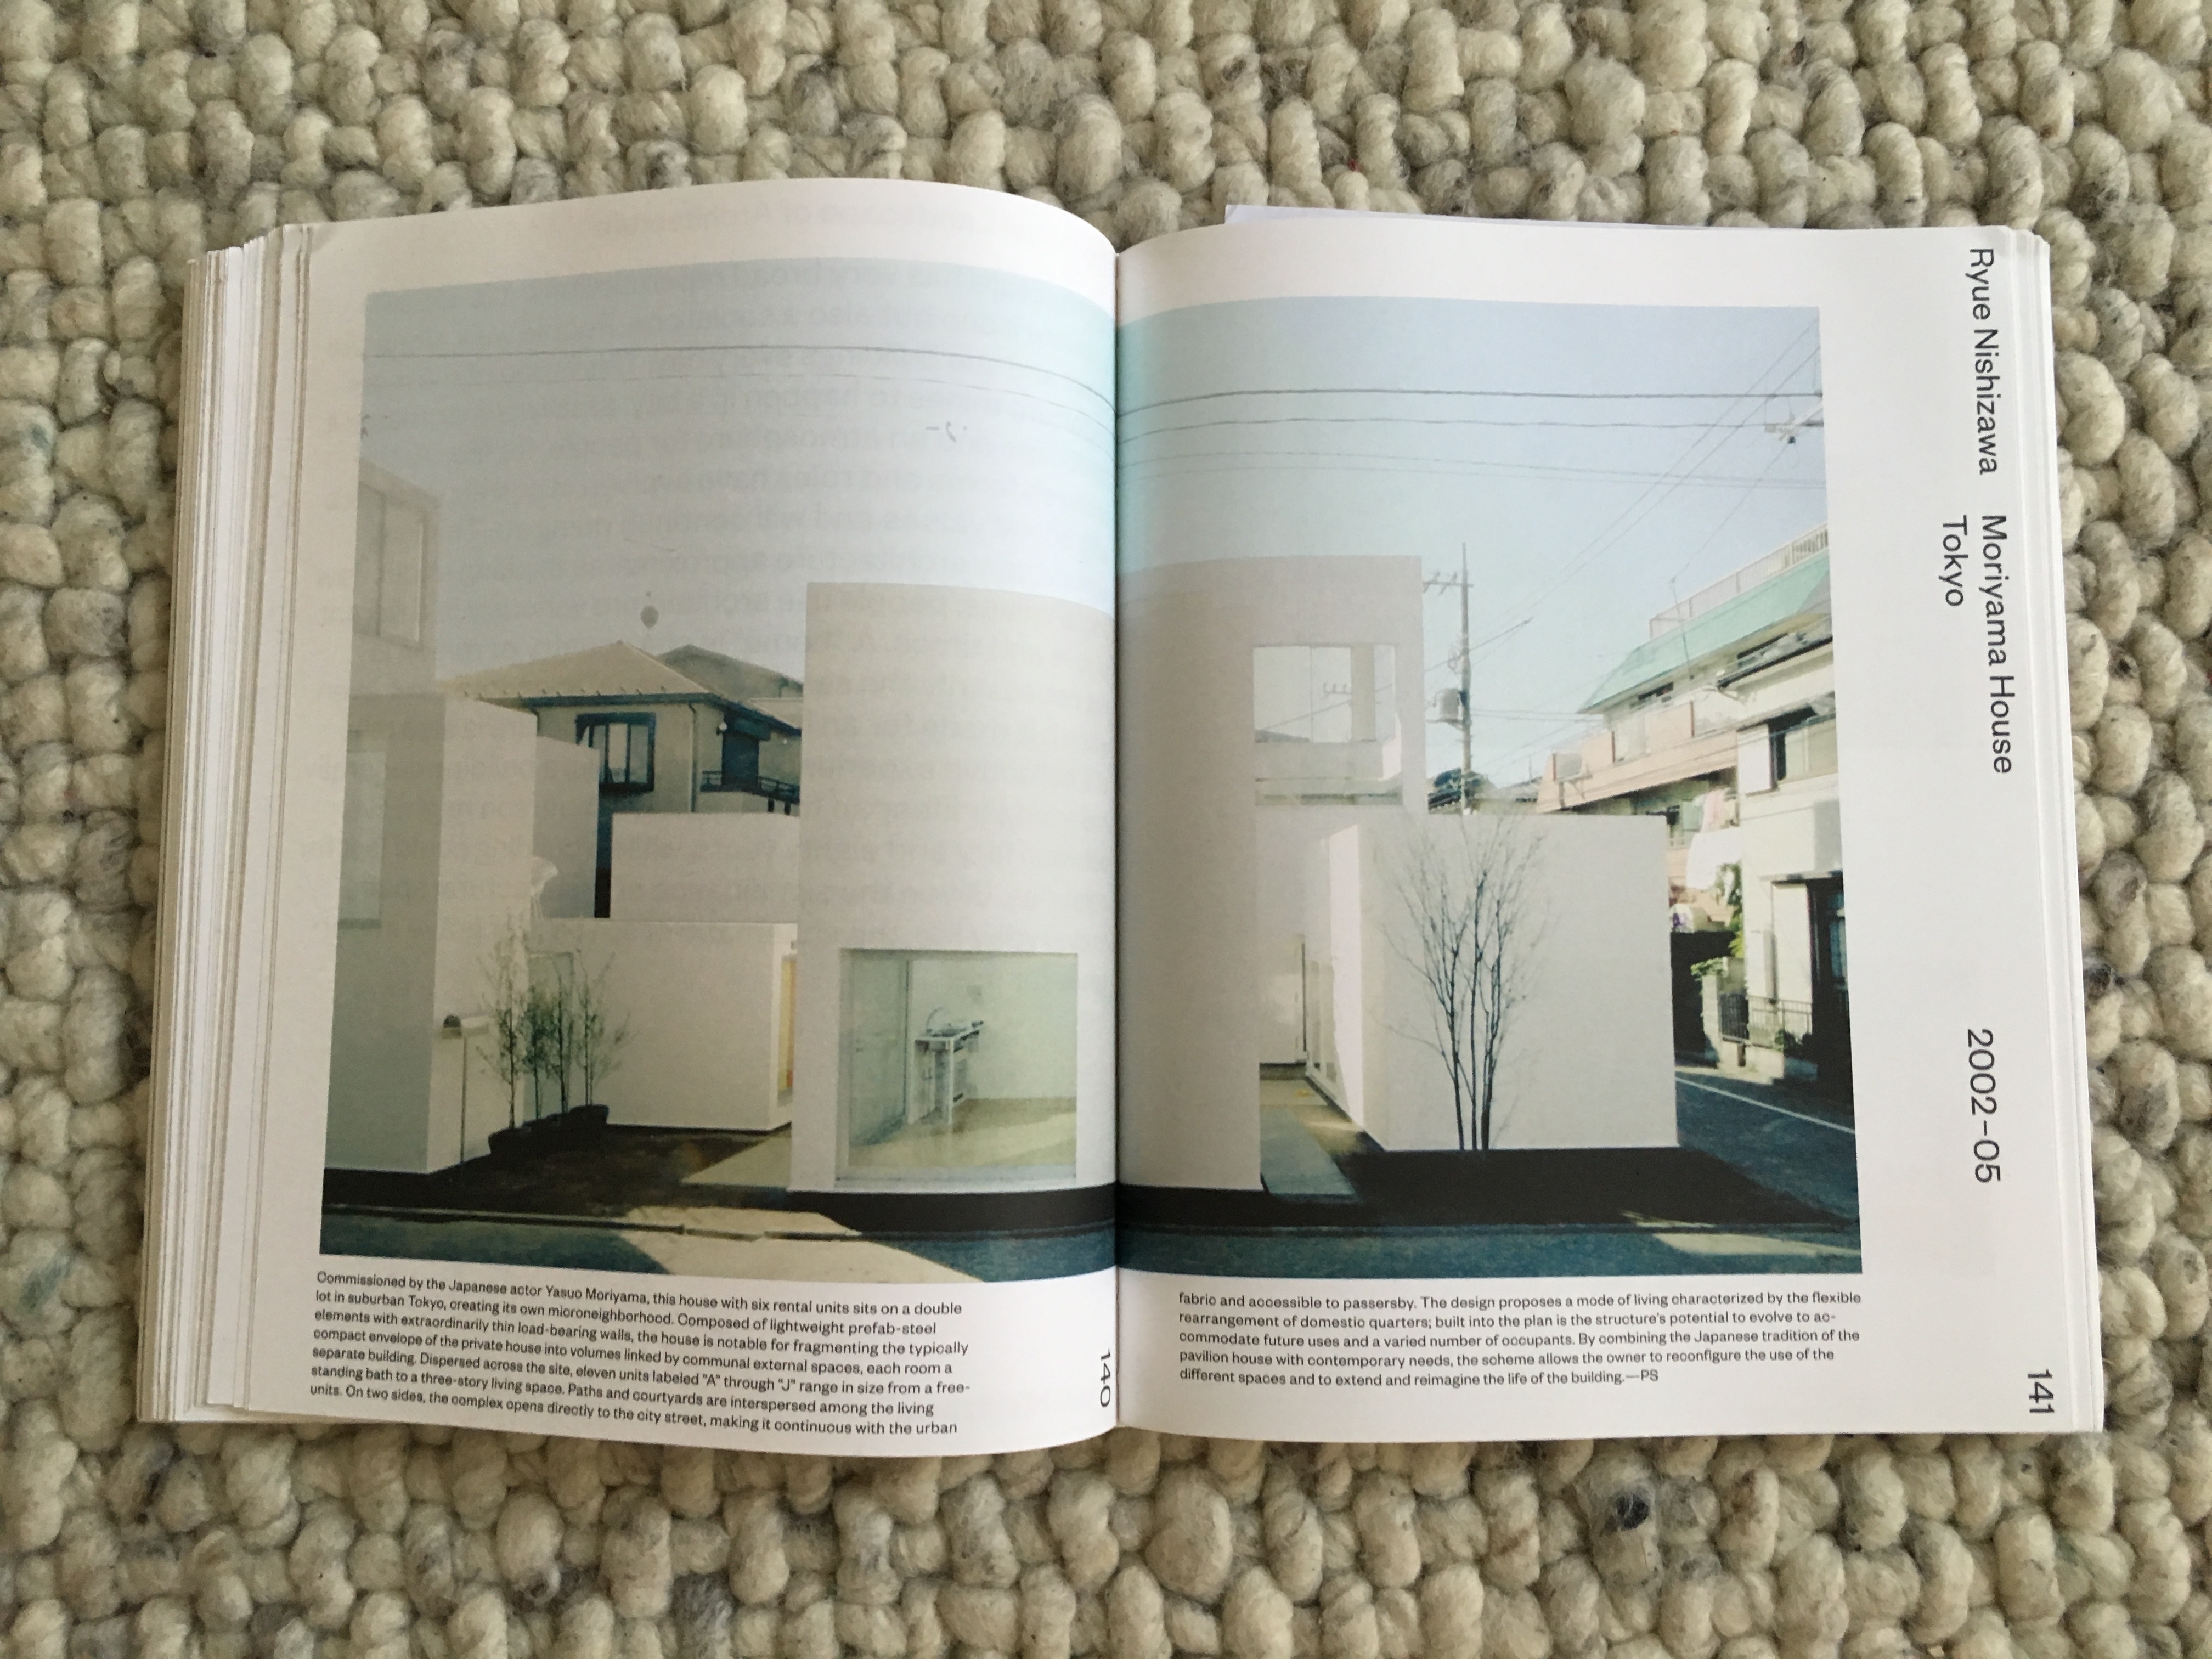 Ryue Nishizawa
Moriyama House
Tokyo
2002–05
Commissioned by the Japanese actor Yasuo Moriyama, this house with six rental units sits on a double
lot in suburban Tokyo, creating its own microneighborhood. Composed of lightweight prefab-steel
elements with extraordinarily thin load-bearing walls, the house is notable for fragmenting the typically
compact envelope of the private house into volumes linked by communal external spaces, each room a
separate building. Dispersed across the site, eleven units labeled "A" through "J" range in size from a free-
standing bath to a three-story living space. Paths and courtyards are interspersed among the living
units. On two sides, the complex opens directly to the city street, making it continuous with the urban
140
fabric and accessible to passersby. The design proposes a mode of living characterized by the flexible
rearrangement of domestic quarters; built into the plan is the structure's potential to evolve to ac-
commodate future uses and a varied number of occupants. By combining the Japanese tradition of the
pavilion house with contemporary needs, the scheme allows the owner to reconfigure the use of the
different spaces and to extend and reimagine the life of the building.—PS
141